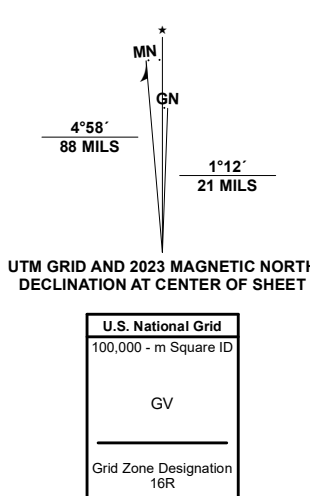 ★
MN
GN
4°58´
88 MILS
1°12´
21 MILS
UTM GRID AND 2023 MAGNETIC NORTH
DECLINATION AT CENTER OF SHEET
U.S. National Grid
100,000 - m Square ID
GV
Grid Zone Designation
16R